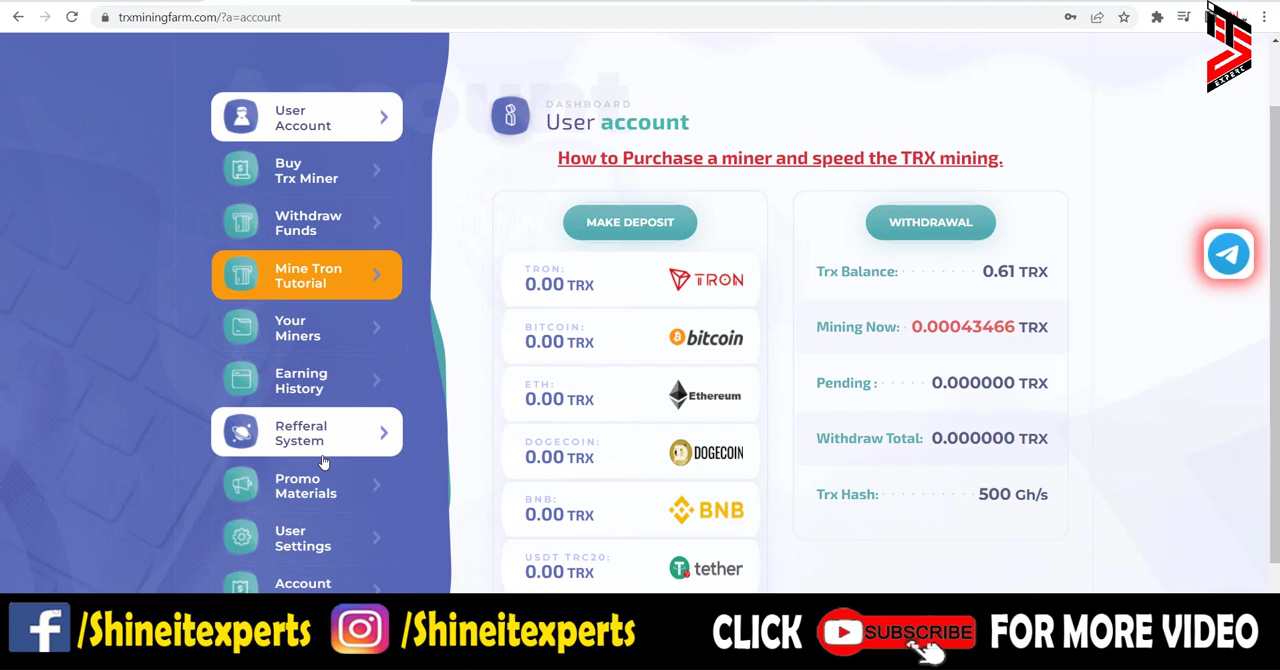 trxminingfarm.com/?a=account
ITS
EXPERT
User
Account
Buy
Trx Miner
Withdraw
Funds
Mine Tron
Tutorial
Your
Miners
Earning
History
Refferal
System
Promo
Materials
User
Settings
Account
DASHBOARD
User account
How to Purchase a miner and speed the TRX mining.
MAKE DEPOSIT
TRON:
0.00 TRX
TRON
BITCOIN:
0.00 TRX
bitcoin
ETH:
0.00 TRX
Ethereum
DOGECOIN:
0.00 TRX
DOGECOIN
BNB:
0.00 TRX
BNB
USDT TRC20:
0.00 TRX
tether
WITHDRAWAL
Trx Balance: 0.61 TRX
Mining Now: 0.00043466 TRX
Pending : 0.000000 TRX
Withdraw Total: 0.000000 TRX
Trx Hash: 500 Gh/s
/Shineitexperts /Shineitexperts CLICK SUBSCRIBE FOR MORE VIDEO